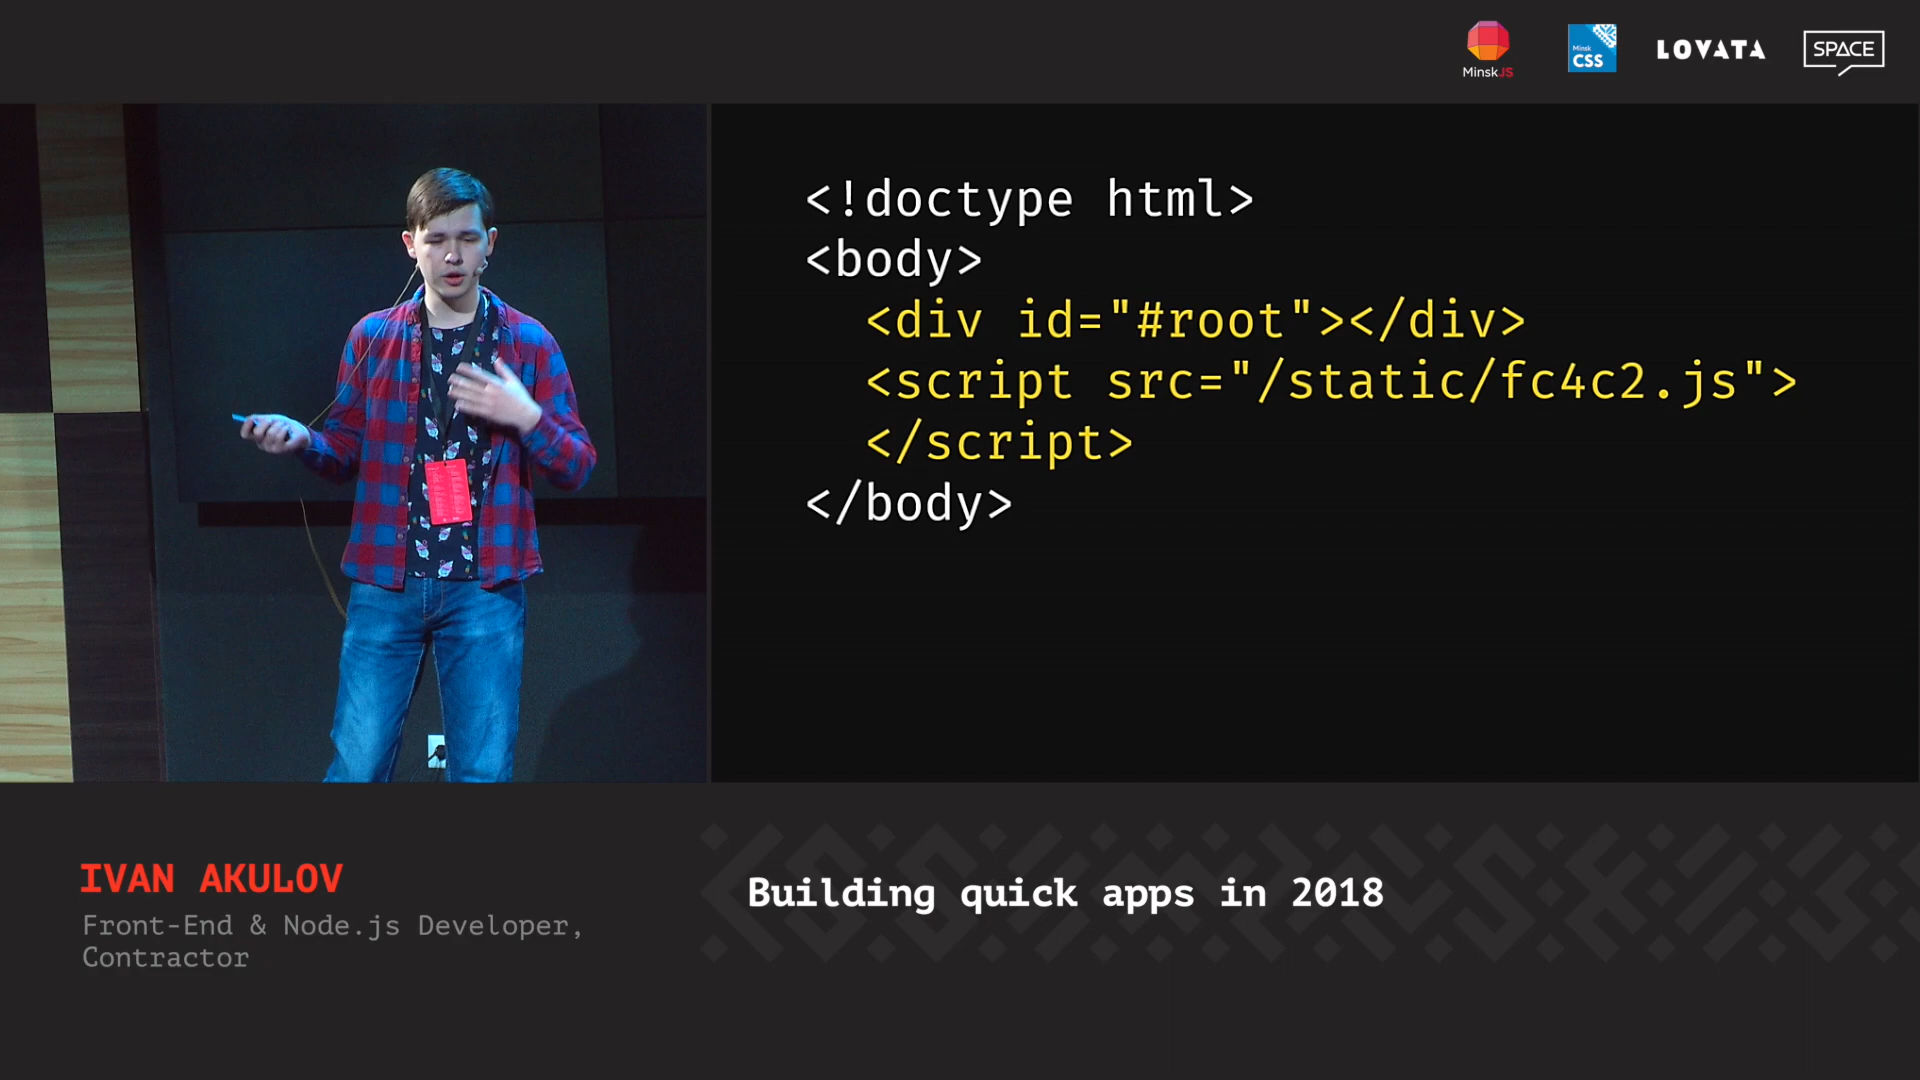 MinskJS
Minsk
CSS
LOVATA
SPACE
<!doctype html>
<body>
<div id="#root"></div>
<script src="/static/fc4c2.js">
</script>
</body>
IVAN AKULOV
Front-End & Node.js Developer,
Contractor
Building quick apps in 2018